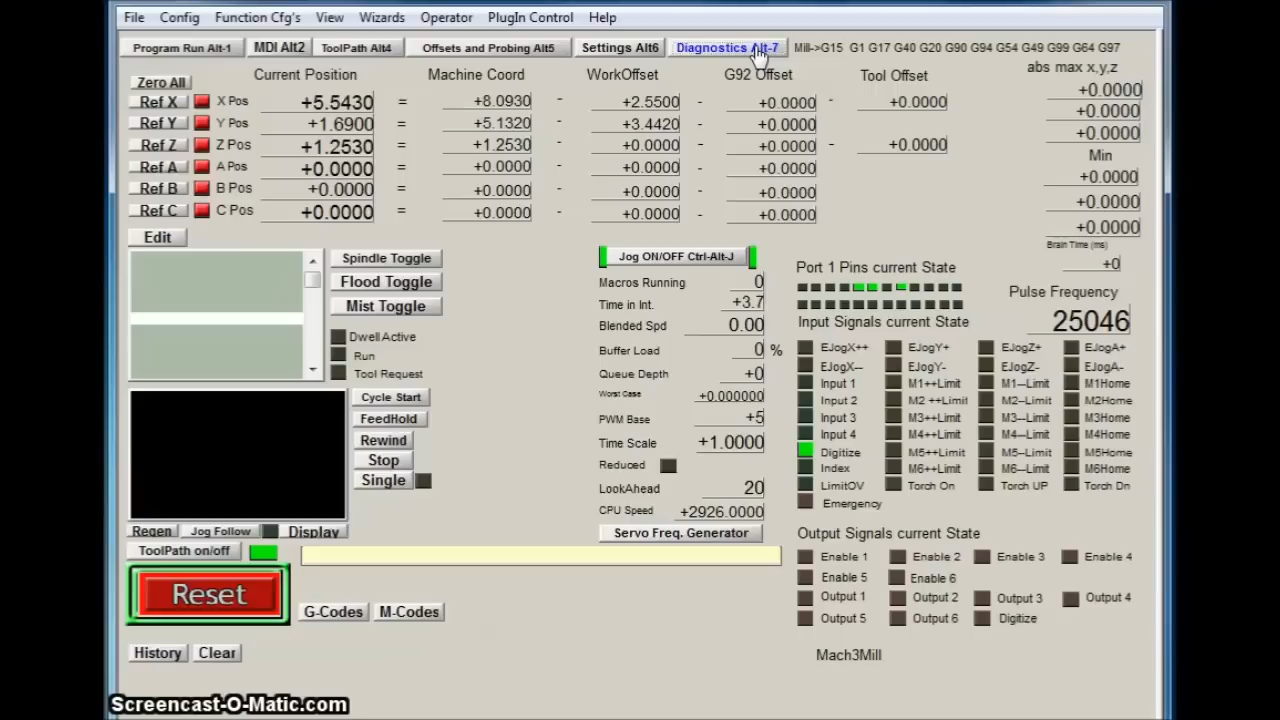 File Config Function Cfg's View Wizards Operator PlugIn Control Help
Program Run Alt-1 MDI Alt2 ToolPath Alt4 Offsets and Probing Alt5 Settings Alt6 Diagnostics Alt-7 Mill->G15 G1 G17 G40 G20 G90 G94 G54 G49 G99 G64 G97
Zero All Current Position Machine Coord WorkOffset G92 Offset Tool Offset abs max x,y,z
+0.0000
Ref X X Pos +5.5430 = +8.0930 - +2.5500 - +0.0000 - +0.0000
+0.0000
Ref Y Y Pos +1.6900 = +5.1320 - +3.4420 - +0.0000
+0.0000
Ref Z Z Pos +1.2530 = +1.2530 - +0.0000 - +0.0000 - +0.0000
Min
Ref A A Pos +0.0000 = +0.0000 - +0.0000 - +0.0000
+0.0000
Ref B B Pos +0.0000 = +0.0000 - +0.0000 - +0.0000
+0.0000
Ref C C Pos +0.0000 = +0.0000 - +0.0000 - +0.0000
+0.0000
Brain Time (ms)
+0
Edit
Spindle Toggle
Flood Toggle
Mist Toggle
Dwell Active
Run
Tool Request
Cycle Start
FeedHold
Rewind
Stop
Single
Regen Jog Follow Display
ToolPath on/off
Reset
G-Codes M-Codes
History Clear
Jog ON/OFF Ctrl-Alt-J
Macros Running 0
Time in Int. +3.7
Blended Spd 0.00
Buffer Load 0 %
Queue Depth +0
Worst Case +0.000000
PWM Base +5
Time Scale +1.0000
Reduced
LookAhead 20
CPU Speed +2926.0000
Servo Freq. Generator
Port 1 Pins current State
Pulse Frequency
25046
Input Signals current State
EJogX++ EJogY+ EJogZ+ EJogA+
EJogX-- EJogY- EJogZ- EJogA-
Input 1 M1++Limit M1--Limit M1Home
Input 2 M2 ++Limit M2--Limit M2Home
Input 3 M3++Limit M3--Limit M3Home
Input 4 M4++Limit M4--Limit M4Home
Digitize M5++Limit M5--Limit M5Home
Index M6++Limit M6--Limit M6Home
LimitOV Torch On Torch UP Torch Dn
Emergency
Output Signals current State
Enable 1 Enable 2 Enable 3 Enable 4
Enable 5 Enable 6
Output 1 Output 2 Output 3 Output 4
Output 5 Output 6 Digitize
Mach3Mill
Screencast-O-Matic.com